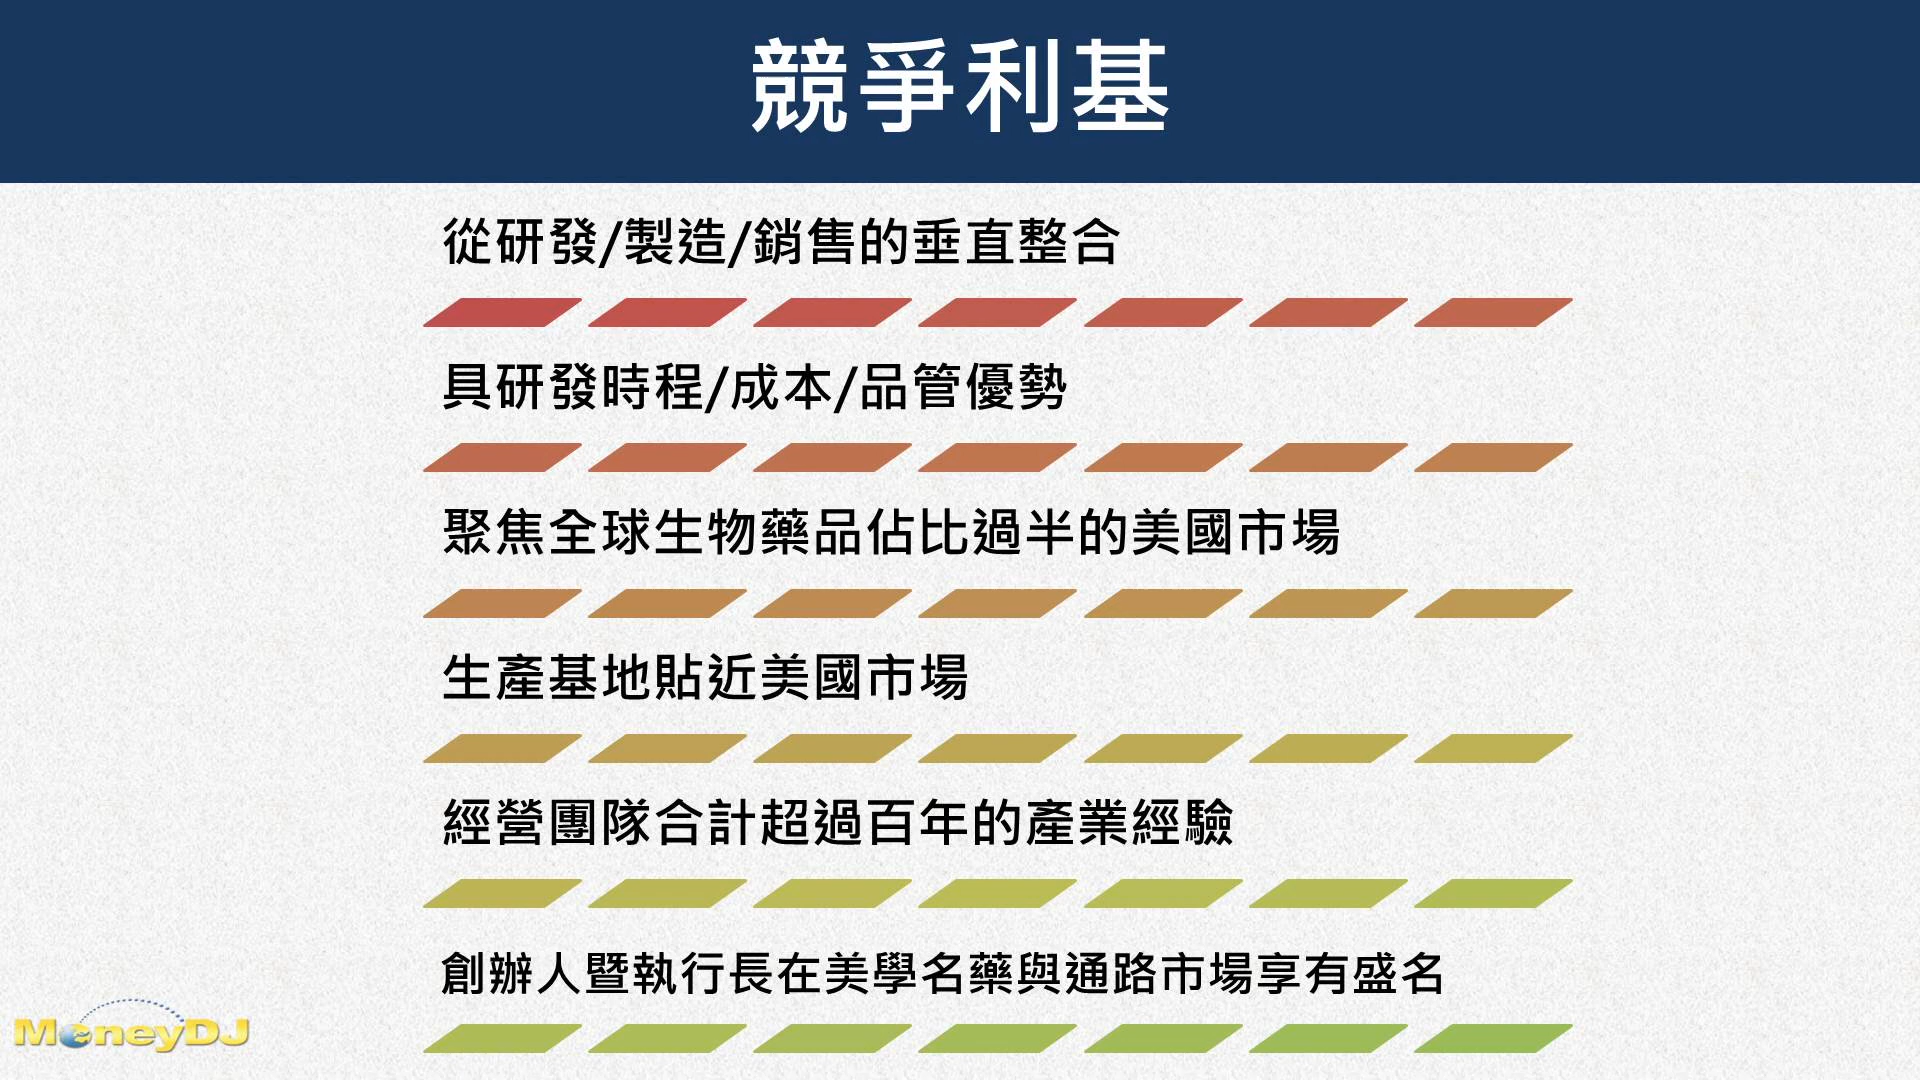 競爭利基
從研發/製造/銷售的垂直整合
具研發時程/成本/品管優勢
聚焦全球生物藥品佔比過半的美國市場
生產基地貼近美國市場
經營團隊合計超過百年的產業經驗
創辦人暨執行長在美學名藥與通路市場享有盛名
MoneyDJ